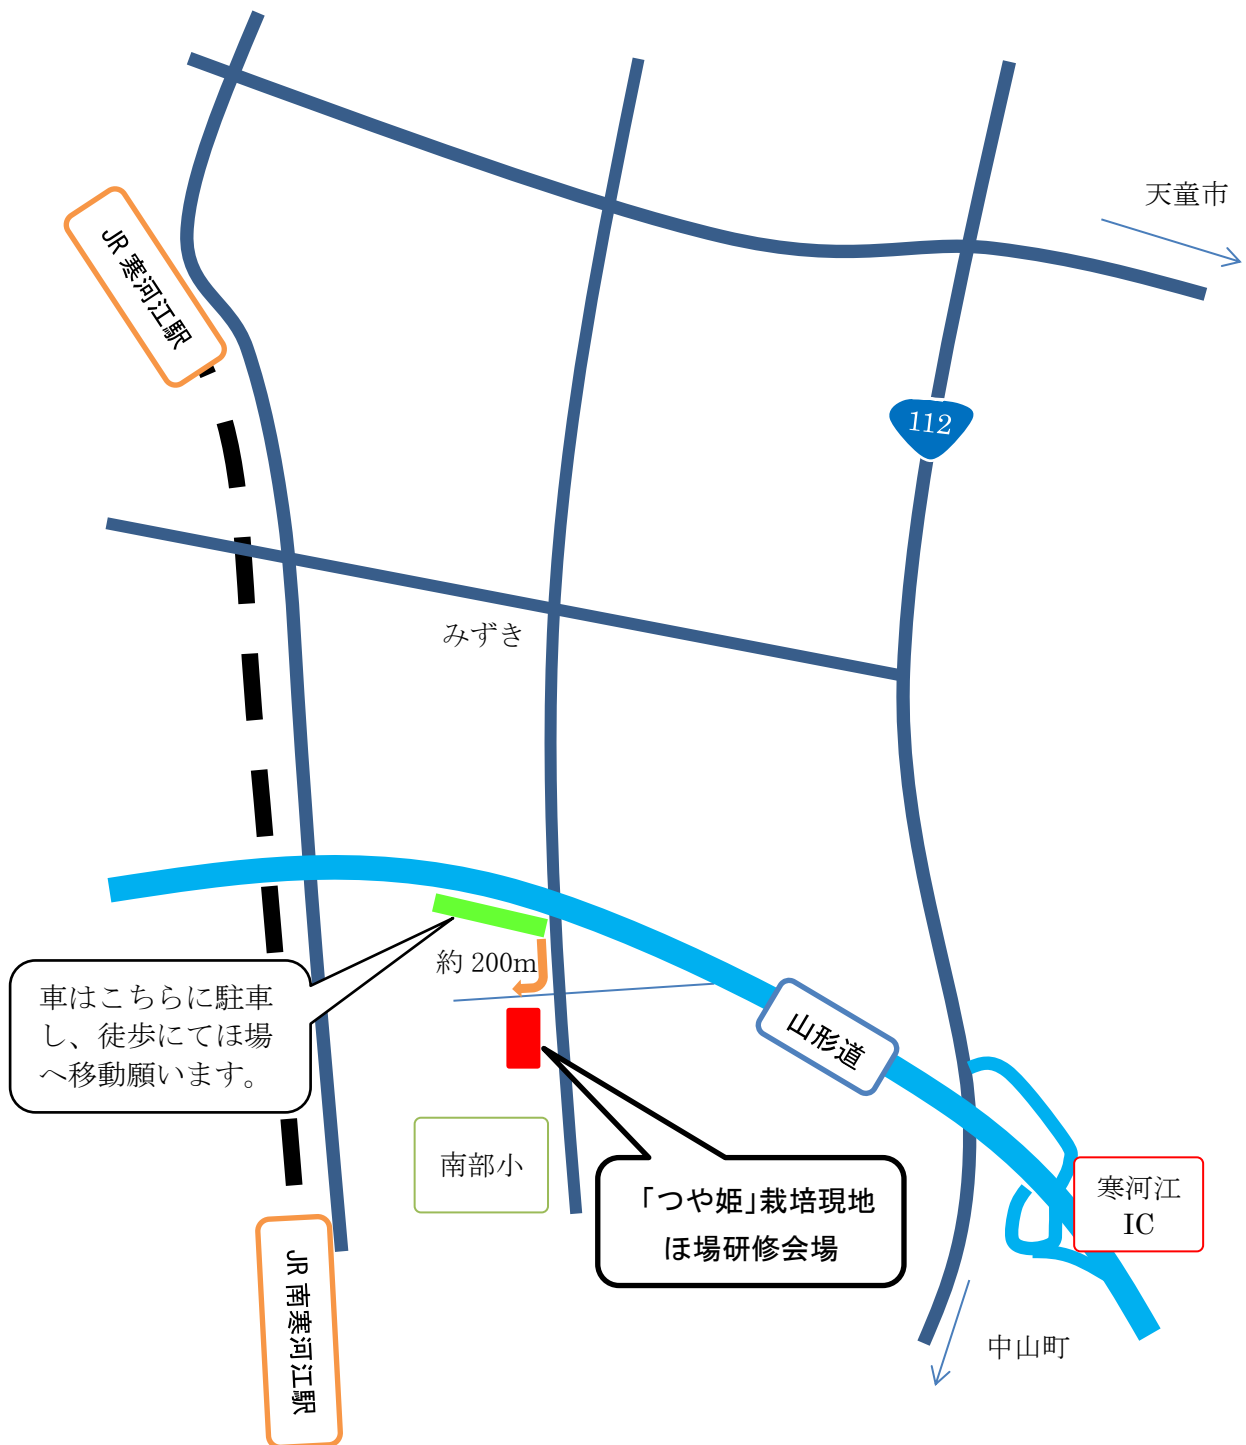 天童市
JR 寒河江駅
112
みずき
約 200m
車はこちらに駐車
し、徒歩にてほ場
へ移動願います。
山形道
南部小
「つや姫」栽培現地
ほ場研修会場
寒河江
IC
JR 南寒河江駅
中山町